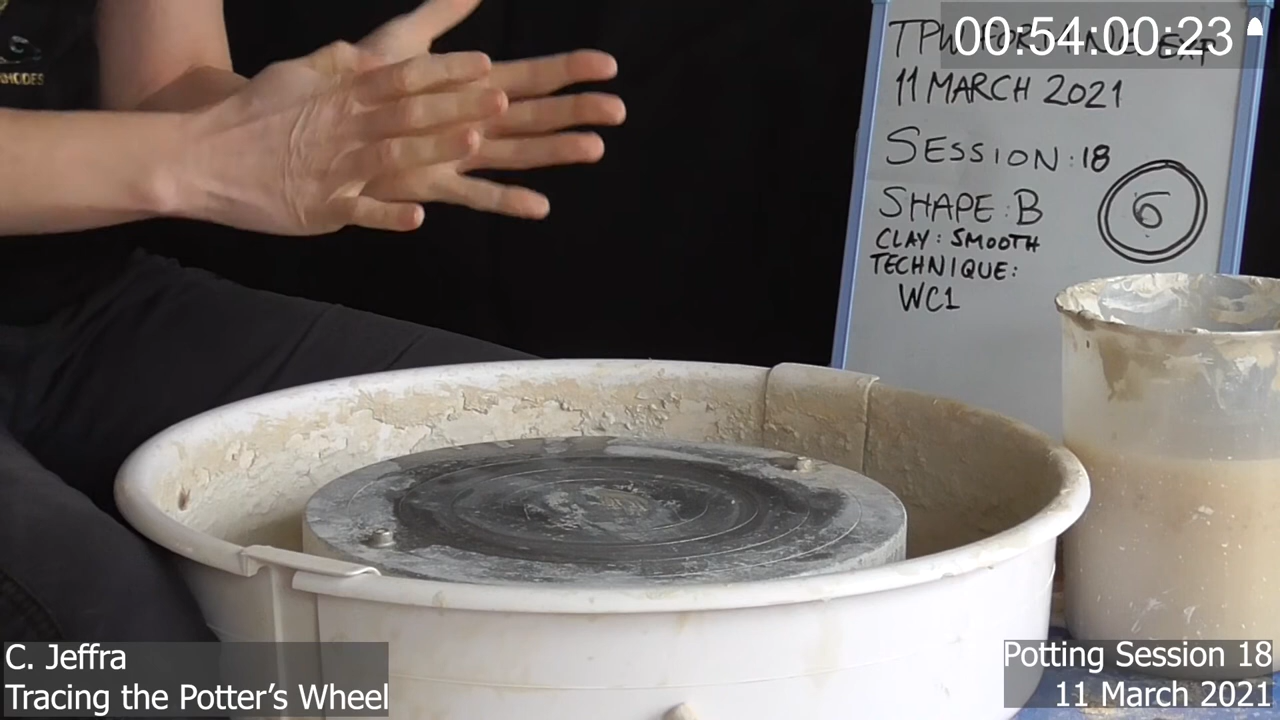 00:54:00:23
TPW
11 MARCH 2021
SESSION: 18
SHAPE: B
6
CLAY: SMOOTH
TECHNIQUE:
WC1
C. Jeffra
Tracing the Potter's Wheel
Potting Session 18
11 March 2021